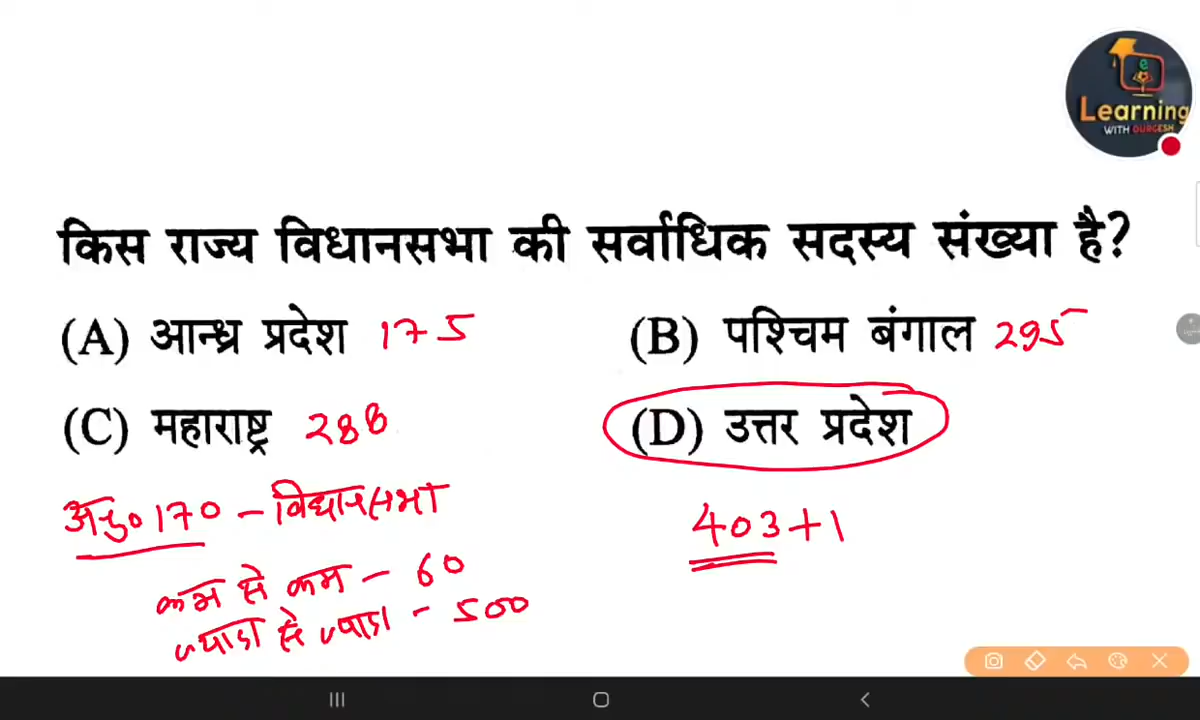 e
Learning
WITH DURGESH
किस राज्य विधानसभा की सर्वाधिक सदस्य संख्या है?
(A) आन्ध्र प्रदेश 175
(B) पश्चिम बंगाल 295
(C) महाराष्ट्र 288
(D) उत्तर प्रदेश
अनु० 170 - विधानसभा
403+1
कम से कम - 60
ज्यादा से ज्यादा - 500